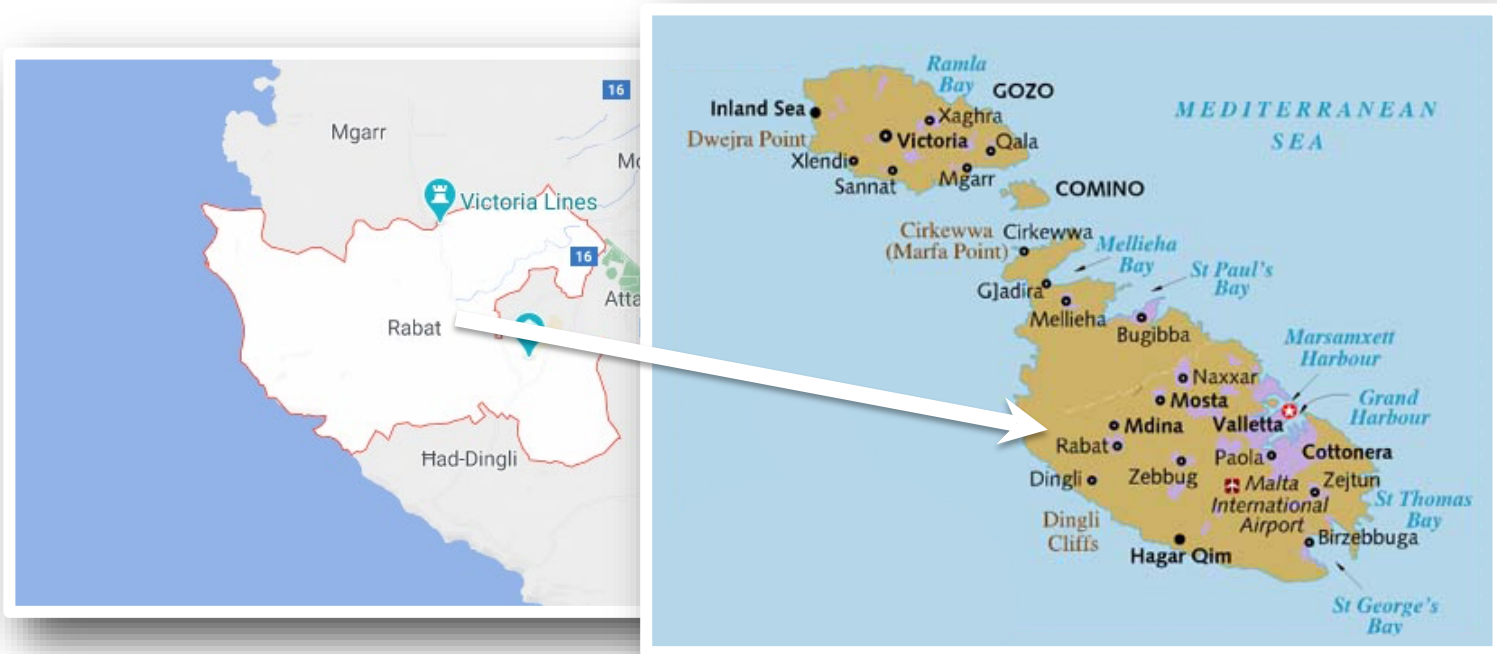 16
Mgarr
Mo
Victoria Lines
16
Atta
Rabat
Ħad-Dingli
Ramla
Bay
GOZO
Inland Sea
Xaghra
MEDITERRANEAN
SEA
Dwejra Point
Victoria
Qala
Xlendi
Sannat
Mgarr
COMINO
Cirkewwa
(Marfa Point)
Cirkewwa
Mellieha
Bay
St Paul's
Bay
G]adira
Mellieha
Bugibba
Marsamxett
Harbour
Naxxar
Mosta
Grand
Harbour
Mdina
Valletta
Rabat
Paola
Cottonera
Dingli
Zebbug
Malta
International
Airport
Zejtun
St Thomas
Bay
Dingli
Cliffs
Hagar Qim
Birzebbuga
St George's
Bay